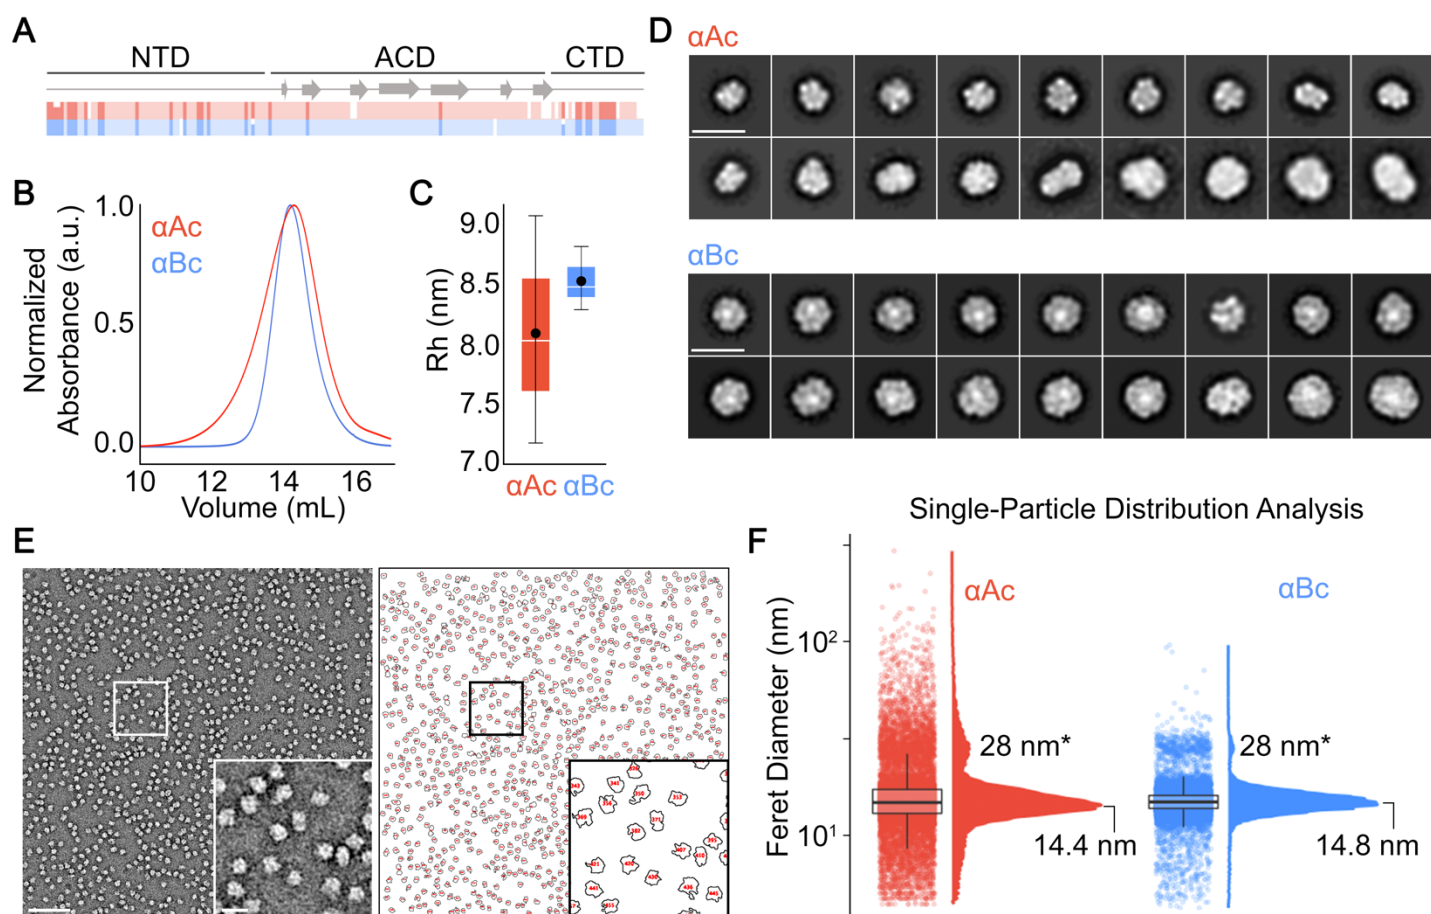 A
NTD ACD CTD
B
Normalized
Absorbance (a.u.)
1.0
0.5
0.0
αAc
αBc
10 12 14 16
Volume (mL)
C
Rh (nm)
9.0
8.5
8.0
7.5
7.0
αAc αBc
D
αAc
αBc
E
Single-Particle Distribution Analysis
F
Feret Diameter (nm)
10²
10¹
αAc
28 nm*
14.4 nm
αBc
28 nm*
14.8 nm